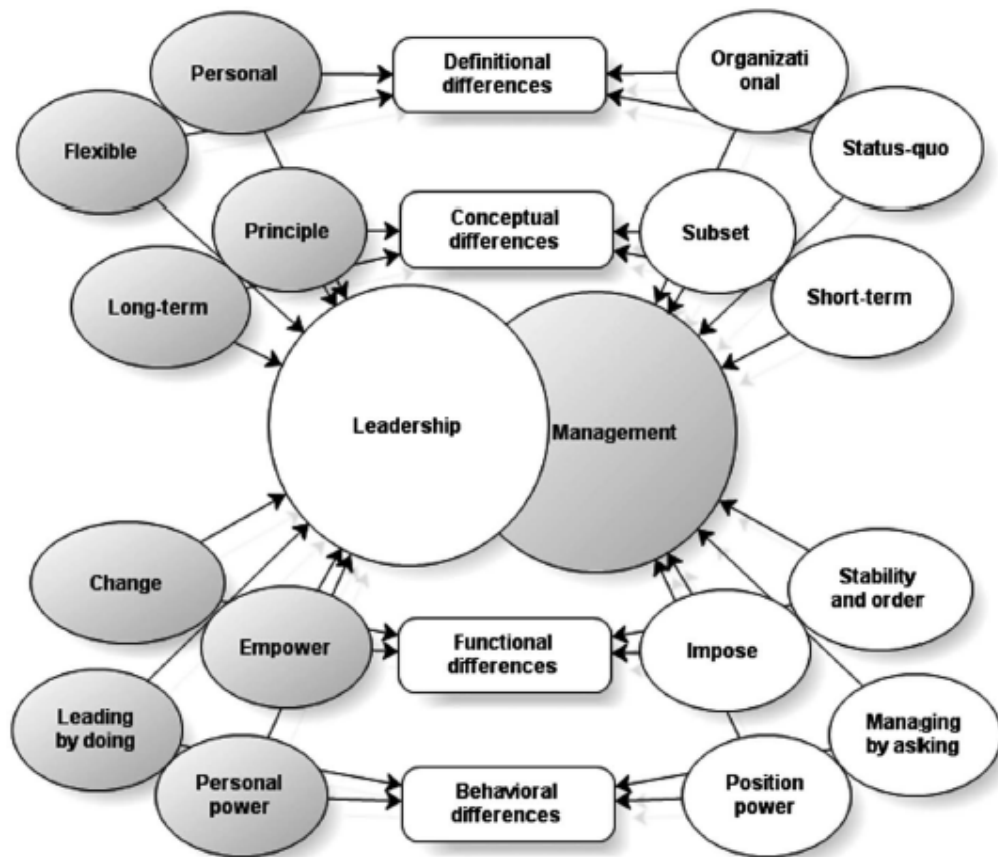 Personal
Definitional
differences
Organizati
onal
Flexible
Status-quo
Principle
Conceptual
differences
Subset
Long-term
Short-term
Leadership
Management
Change
Stability
and order
Empower
Functional
differences
Impose
Leading
by doing
Managing
by asking
Personal
power
Behavioral
differences
Position
power